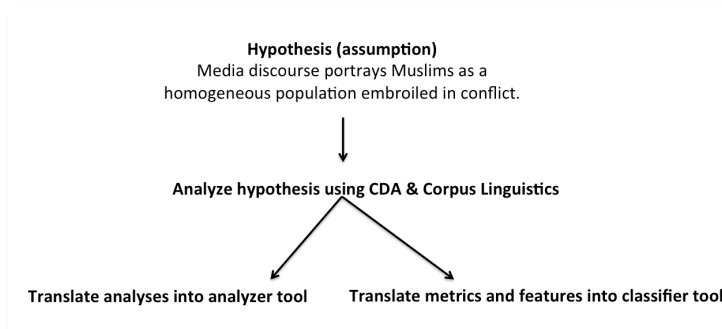 Hypothesis (assumption)
Media discourse portrays Muslims as a
homogeneous population embroiled in conflict.
Analyze hypothesis using CDA & Corpus Linguistics
Translate analyses into analyzer tool
Translate metrics and features into classifier tool